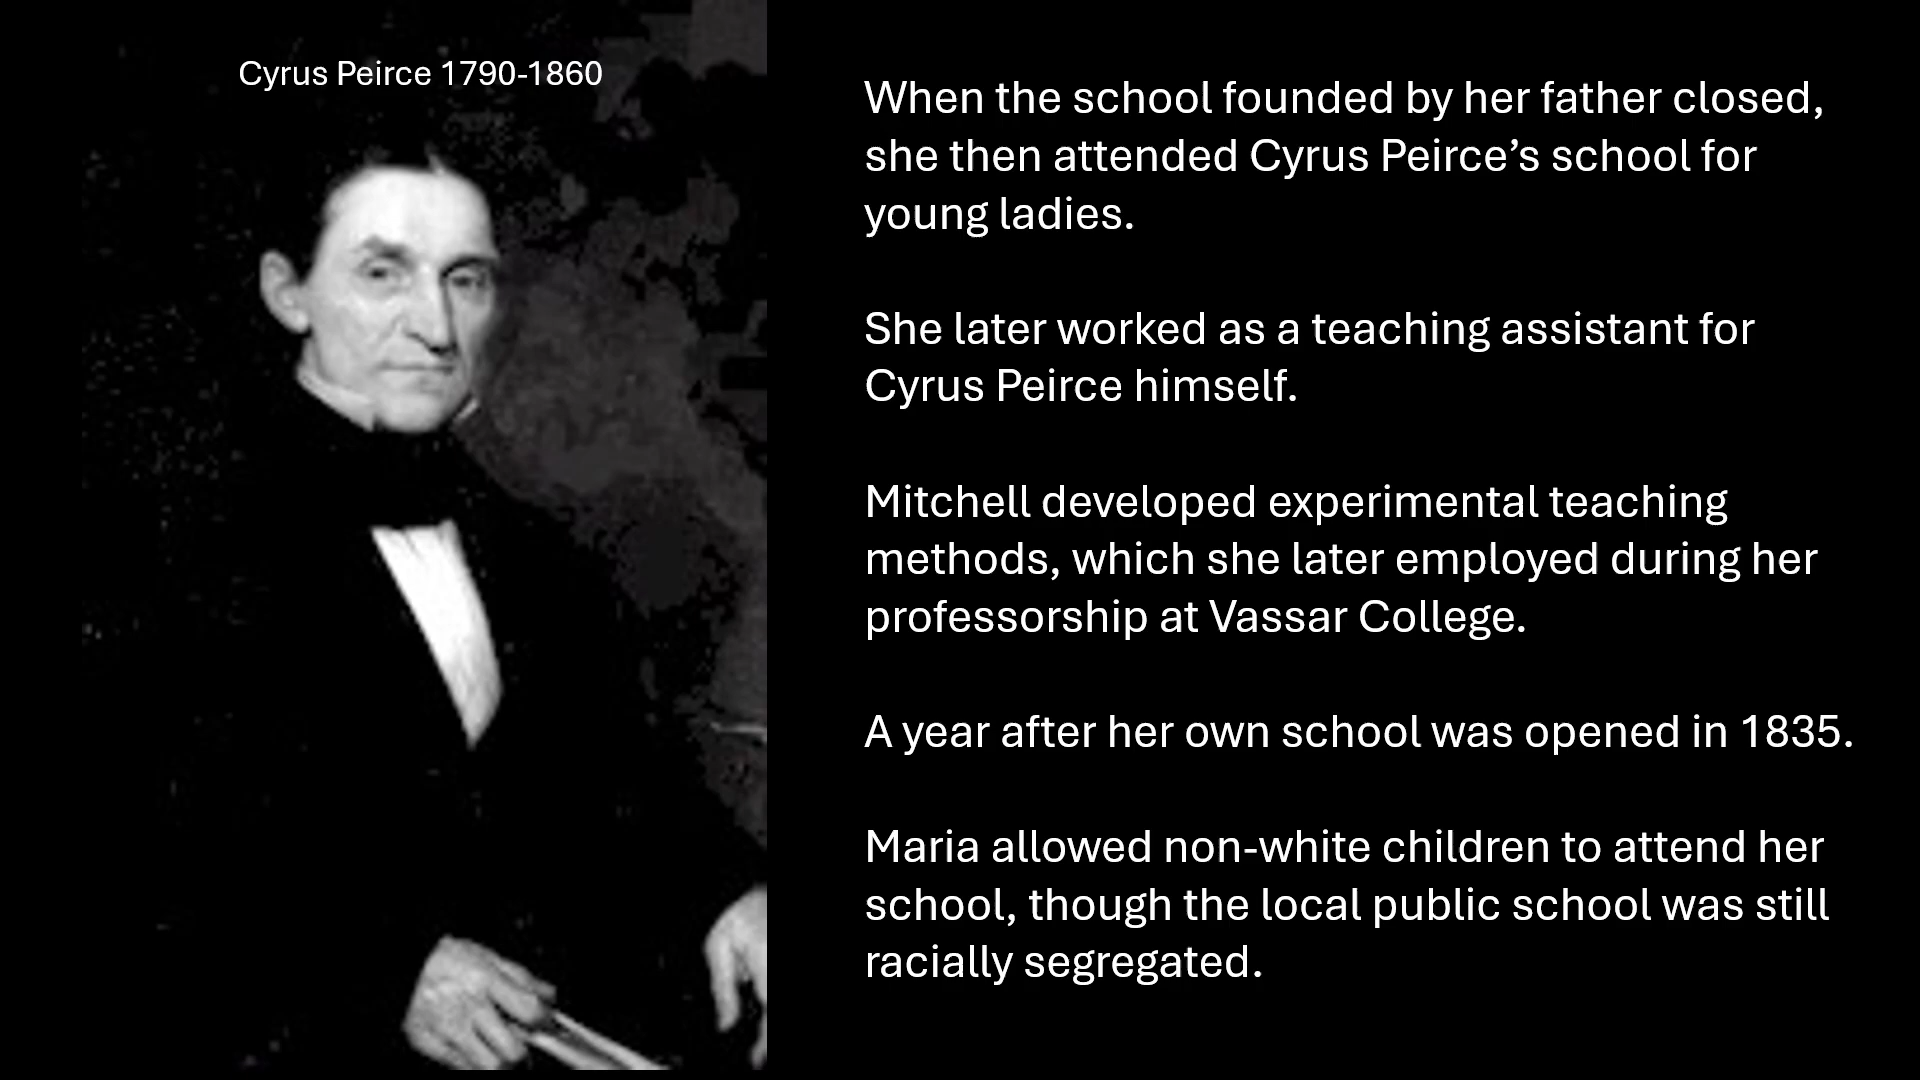 Cyrus Peirce 1790-1860
When the school founded by her father closed,
she then attended Cyrus Peirce’s school for
young ladies.
She later worked as a teaching assistant for
Cyrus Peirce himself.
Mitchell developed experimental teaching
methods, which she later employed during her
professorship at Vassar College.
A year after her own school was opened in 1835.
Maria allowed non-white children to attend her
school, though the local public school was still
racially segregated.